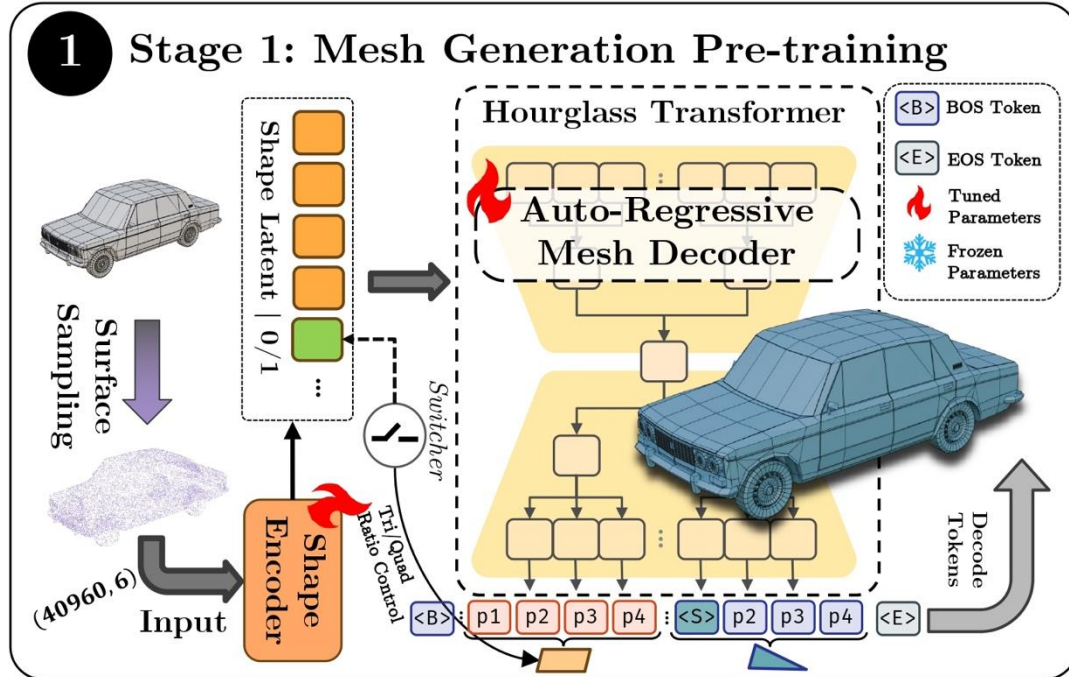 1 Stage 1: Mesh Generation Pre-training
Surface
Sampling
(40960,6)
Input
Shape Latent | 0/1
...
Shape
Encoder
Switcher
Tri/Quad
Ratio Control
Hourglass Transformer
Auto-Regressive
Mesh Decoder
<B> p1 p2 p3 p4 <S> p2 p3 p4 <E>
Decode
Tokens
<B> BOS Token
<E> EOS Token
Tuned
Parameters
Frozen
Parameters